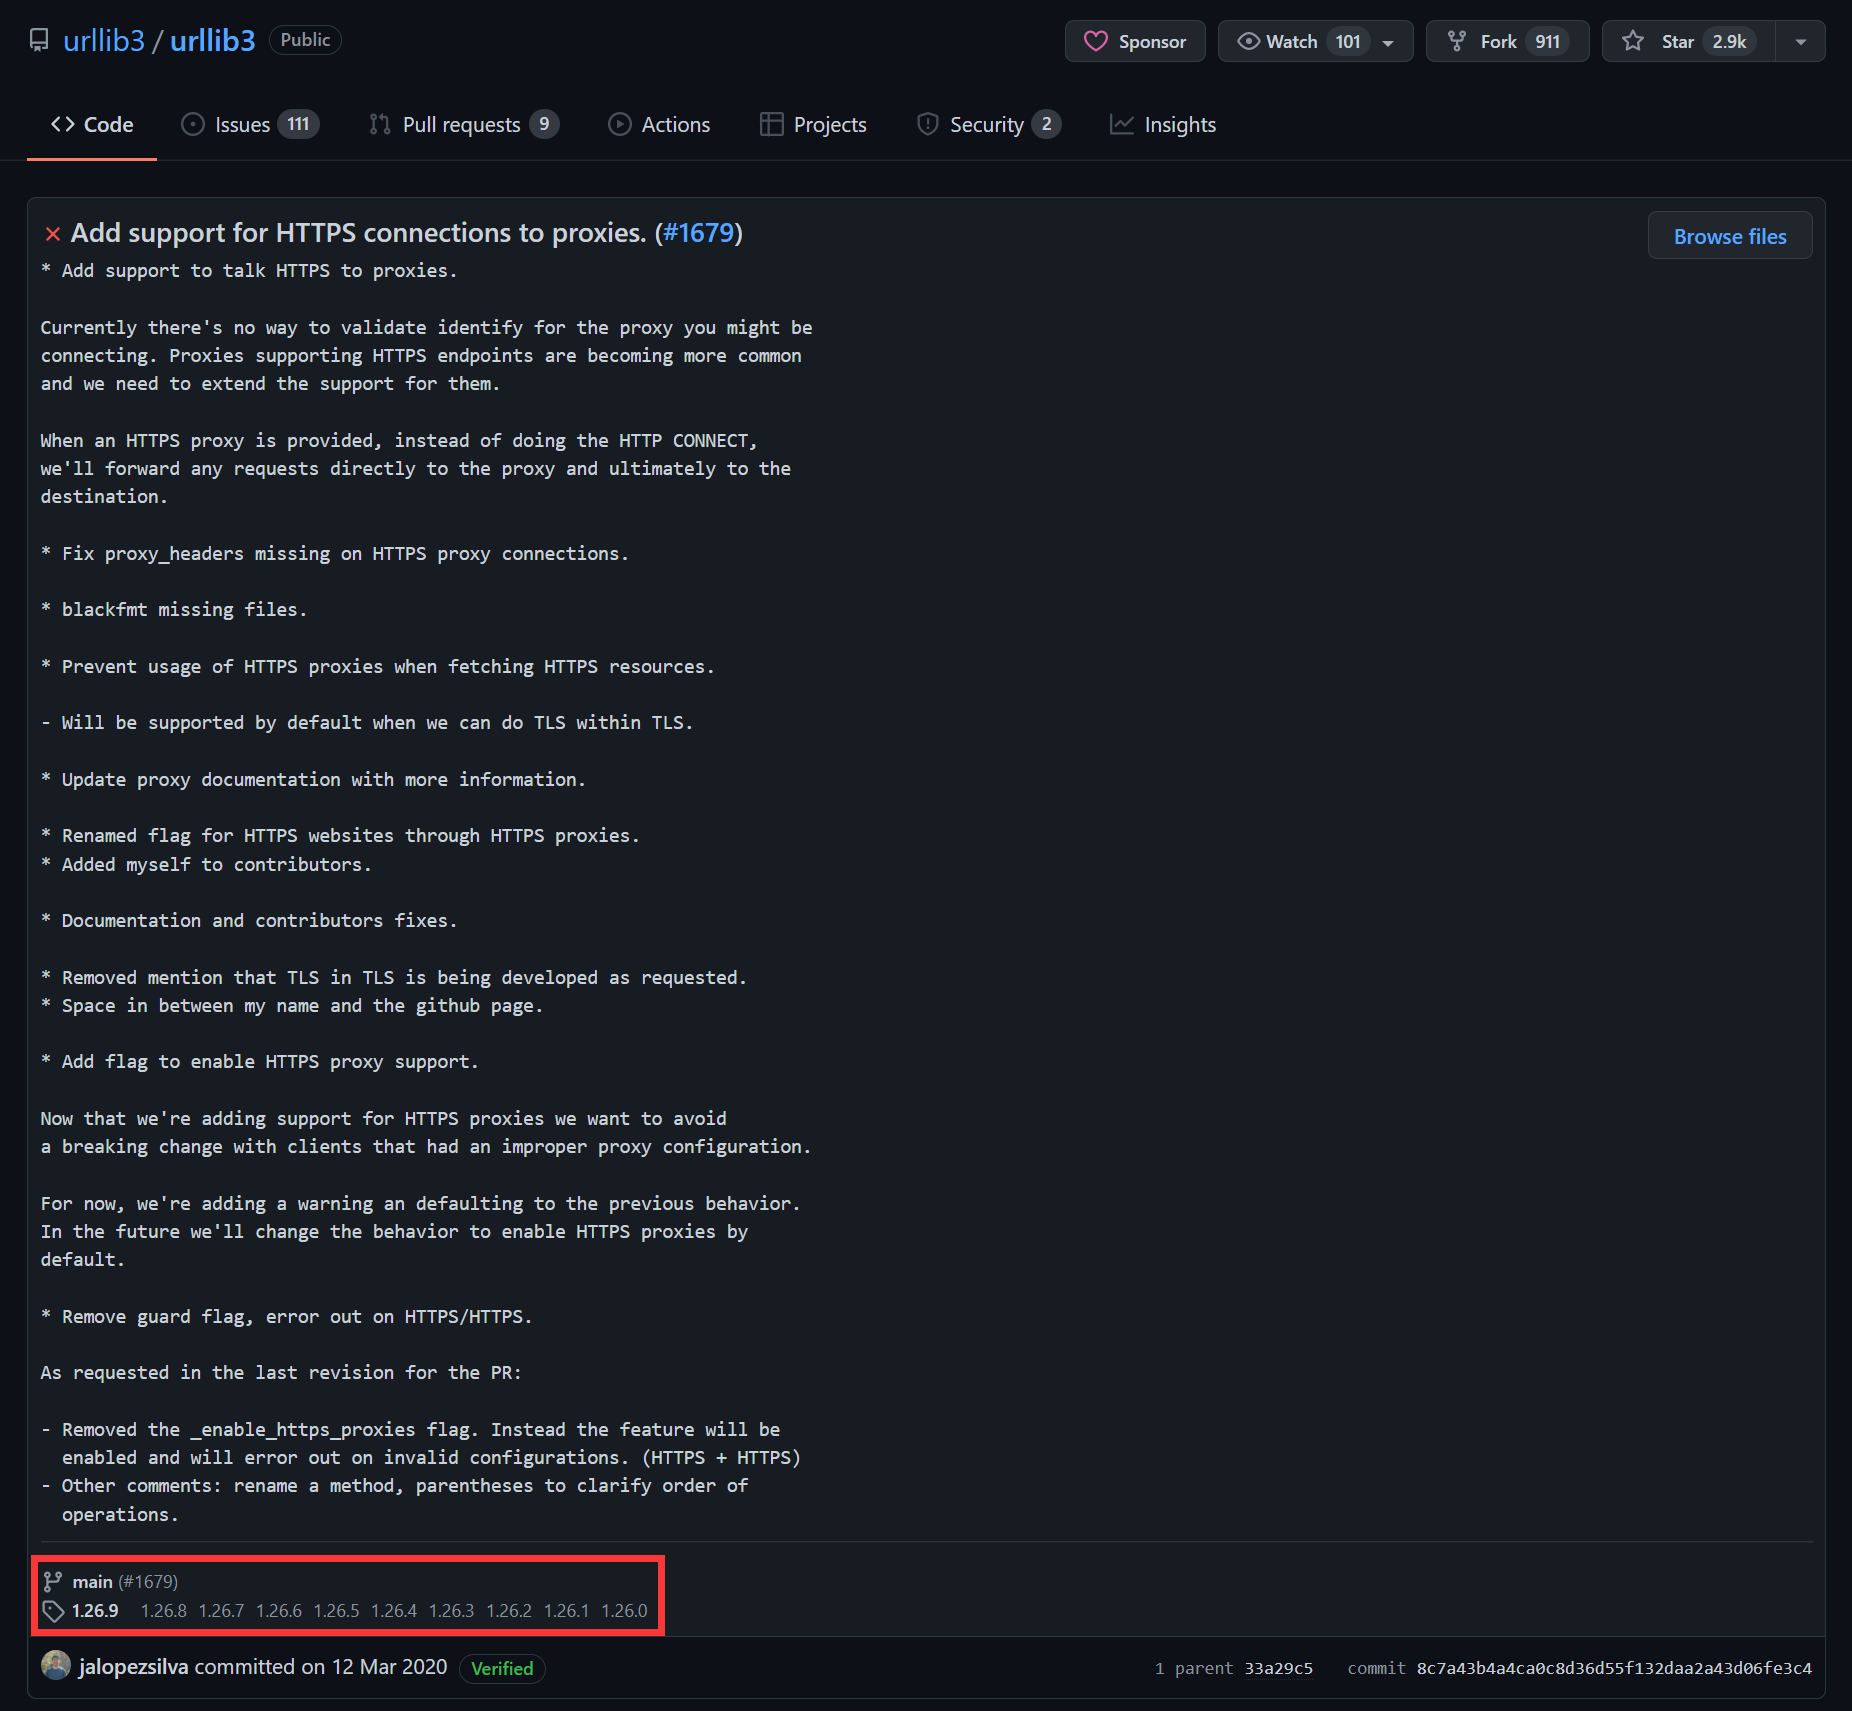 urllib3 / urllib3 Public Sponsor Watch 101 Fork 911 Star 2.9k
Code Issues 111 Pull requests 9 Actions Projects Security 2 Insights
Add support for HTTPS connections to proxies. (#1679) Browse files
* Add support to talk HTTPS to proxies.
Currently there's no way to validate identify for the proxy you might be
connecting. Proxies supporting HTTPS endpoints are becoming more common
and we need to extend the support for them.
When an HTTPS proxy is provided, instead of doing the HTTP CONNECT,
we'll forward any requests directly to the proxy and ultimately to the
destination.
* Fix proxy_headers missing on HTTPS proxy connections.
* blackfmt missing files.
* Prevent usage of HTTPS proxies when fetching HTTPS resources.
- Will be supported by default when we can do TLS within TLS.
* Update proxy documentation with more information.
* Renamed flag for HTTPS websites through HTTPS proxies.
* Added myself to contributors.
* Documentation and contributors fixes.
* Removed mention that TLS in TLS is being developed as requested.
* Space in between my name and the github page.
* Add flag to enable HTTPS proxy support.
Now that we're adding support for HTTPS proxies we want to avoid
a breaking change with clients that had an improper proxy configuration.
For now, we're adding a warning an defaulting to the previous behavior.
In the future we'll change the behavior to enable HTTPS proxies by
default.
* Remove guard flag, error out on HTTPS/HTTPS.
As requested in the last revision for the PR:
- Removed the _enable_https_proxies flag. Instead the feature will be
enabled and will error out on invalid configurations. (HTTPS + HTTPS)
- Other comments: rename a method, parentheses to clarify order of
operations.
main (#1679)
1.26.9 1.26.8 1.26.7 1.26.6 1.26.5 1.26.4 1.26.3 1.26.2 1.26.1 1.26.0
jalopezsilva committed on 12 Mar 2020 Verified 1 parent 33a29c5 commit 8c7a43b4a4ca0c8d36d55f132daa2a43d06fe3c4